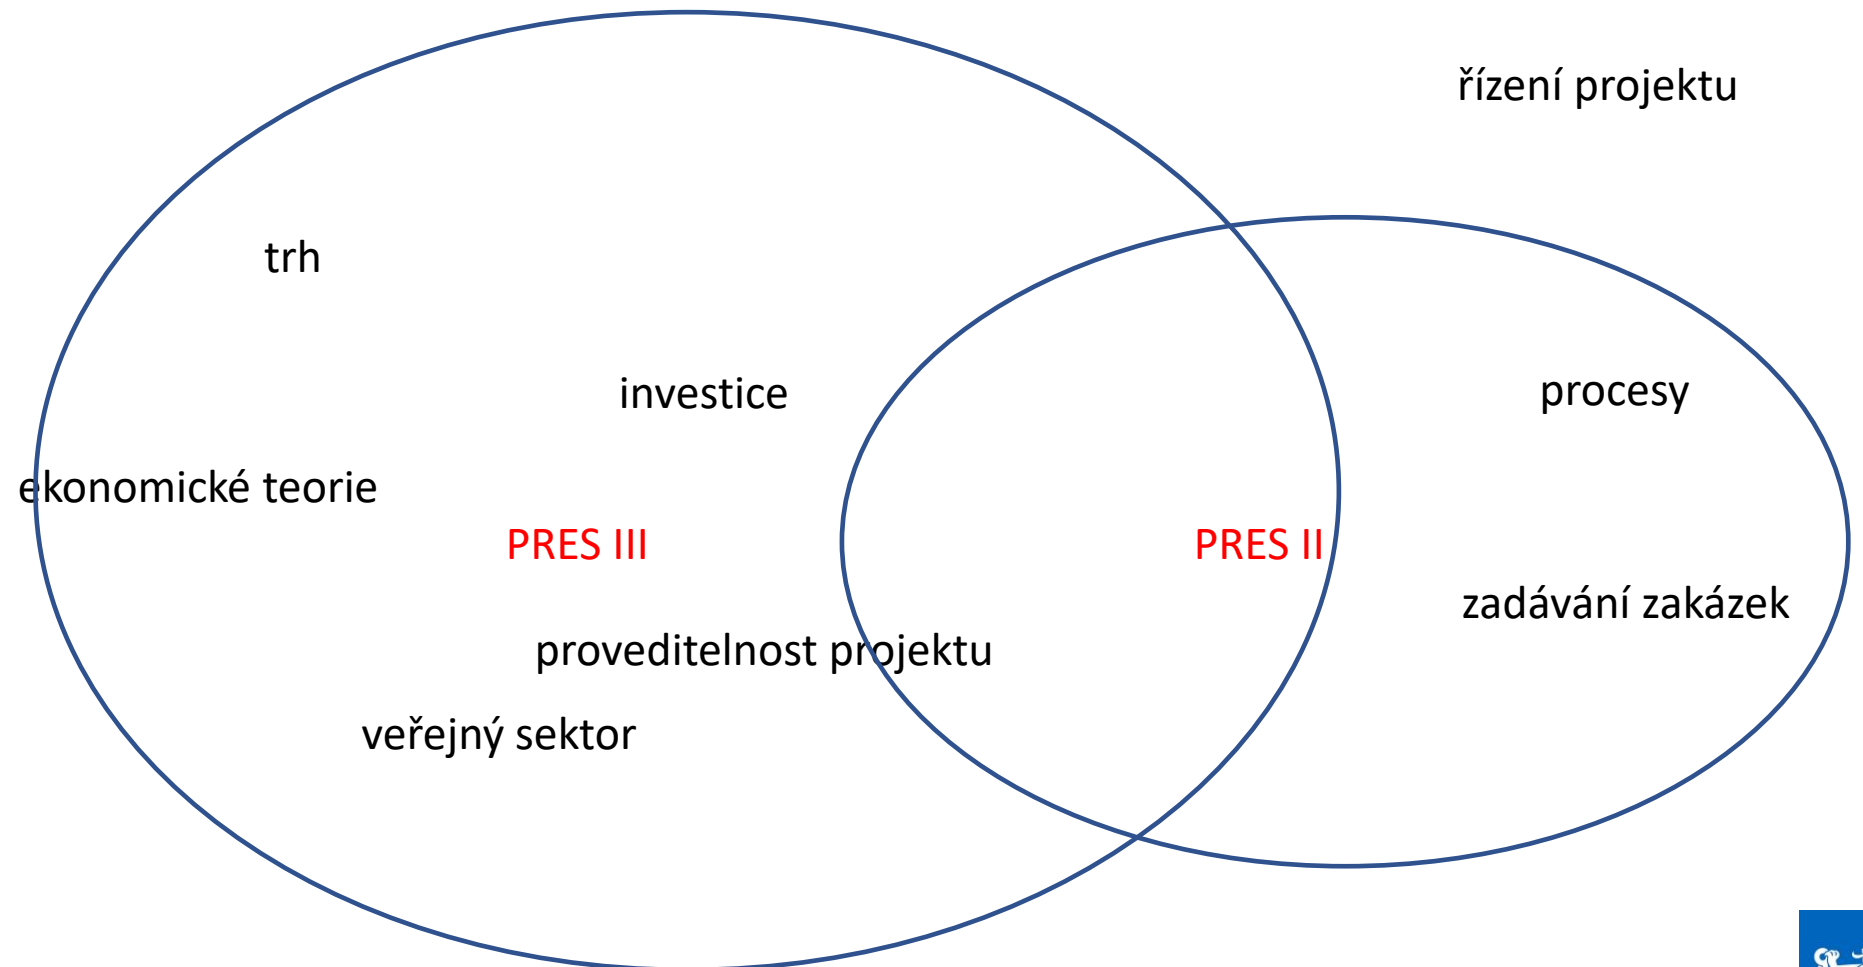 řízení projektu
trh
investice
procesy
ekonomické teorie
PRES III
PRES II
zadávání zakázek
proveditelnost projektu
veřejný sektor